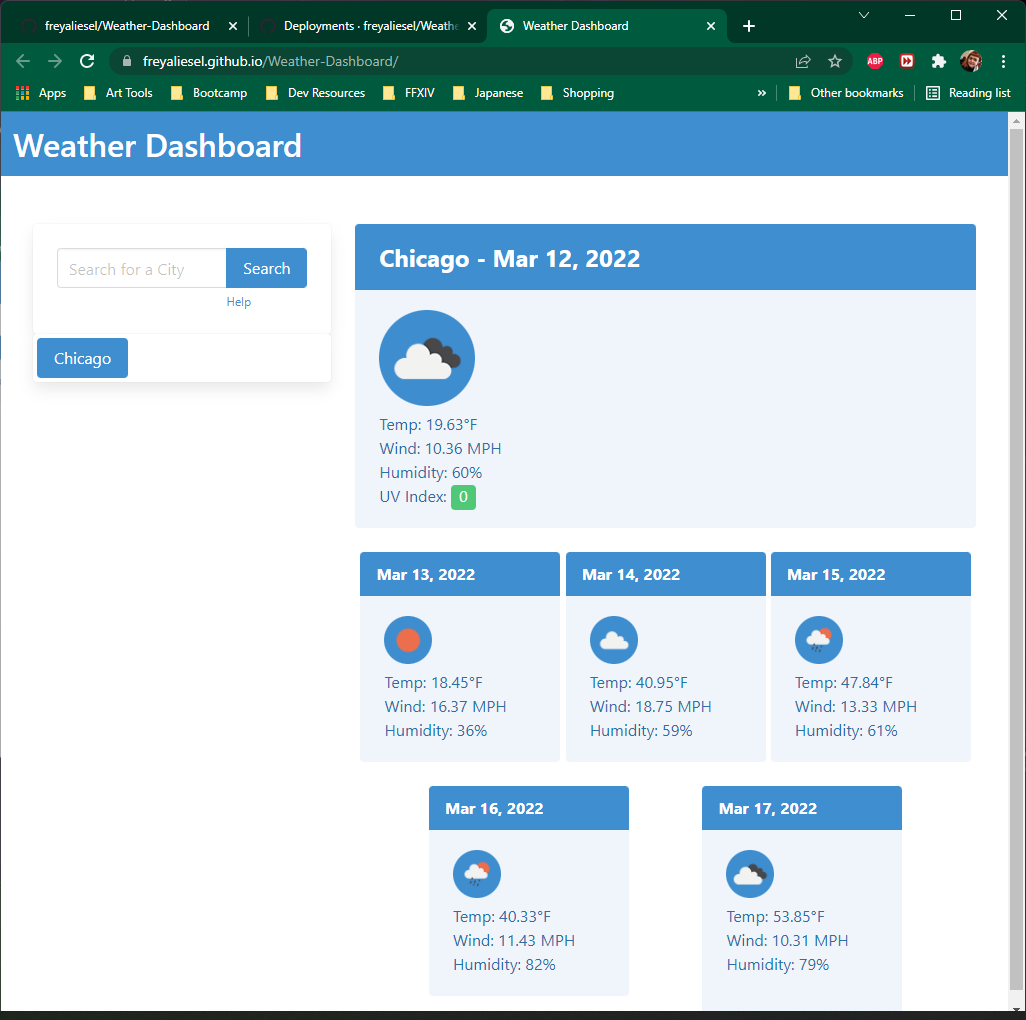 freyaliesel/Weather-Dashboard
Deployments · freyaliesel/Weathe
Weather Dashboard
freyaliesel.github.io/Weather-Dashboard/
ABP
Apps
Art Tools
Bootcamp
Dev Resources
FFXIV
Japanese
Shopping
»
Other bookmarks
Reading list
Weather Dashboard
Search for a City
Search
Help
Chicago
Chicago - Mar 12, 2022
Temp: 19.63°F
Wind: 10.36 MPH
Humidity: 60%
UV Index: 0
Mar 13, 2022
Temp: 18.45°F
Wind: 16.37 MPH
Humidity: 36%
Mar 14, 2022
Temp: 40.95°F
Wind: 18.75 MPH
Humidity: 59%
Mar 15, 2022
Temp: 47.84°F
Wind: 13.33 MPH
Humidity: 61%
Mar 16, 2022
Temp: 40.33°F
Wind: 11.43 MPH
Humidity: 82%
Mar 17, 2022
Temp: 53.85°F
Wind: 10.31 MPH
Humidity: 79%